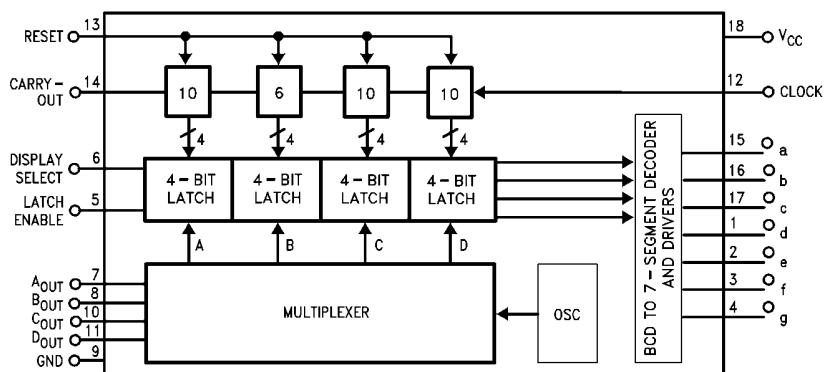 RESET 13
18 VCC
CARRY-OUT 14
10 6 10 10
12 CLOCK
4 4 4 4
DISPLAY SELECT 6
4-BIT LATCH
4-BIT LATCH
4-BIT LATCH
4-BIT LATCH
LATCH ENABLE 5
BCD TO 7-SEGMENT DECODER AND DRIVERS
15 a
16 b
17 c
1 d
2 e
3 f
4 g
A B C D
AOUT 7
BOUT 8
COUT 10
DOUT 11
GND 9
MULTIPLEXER
OSC